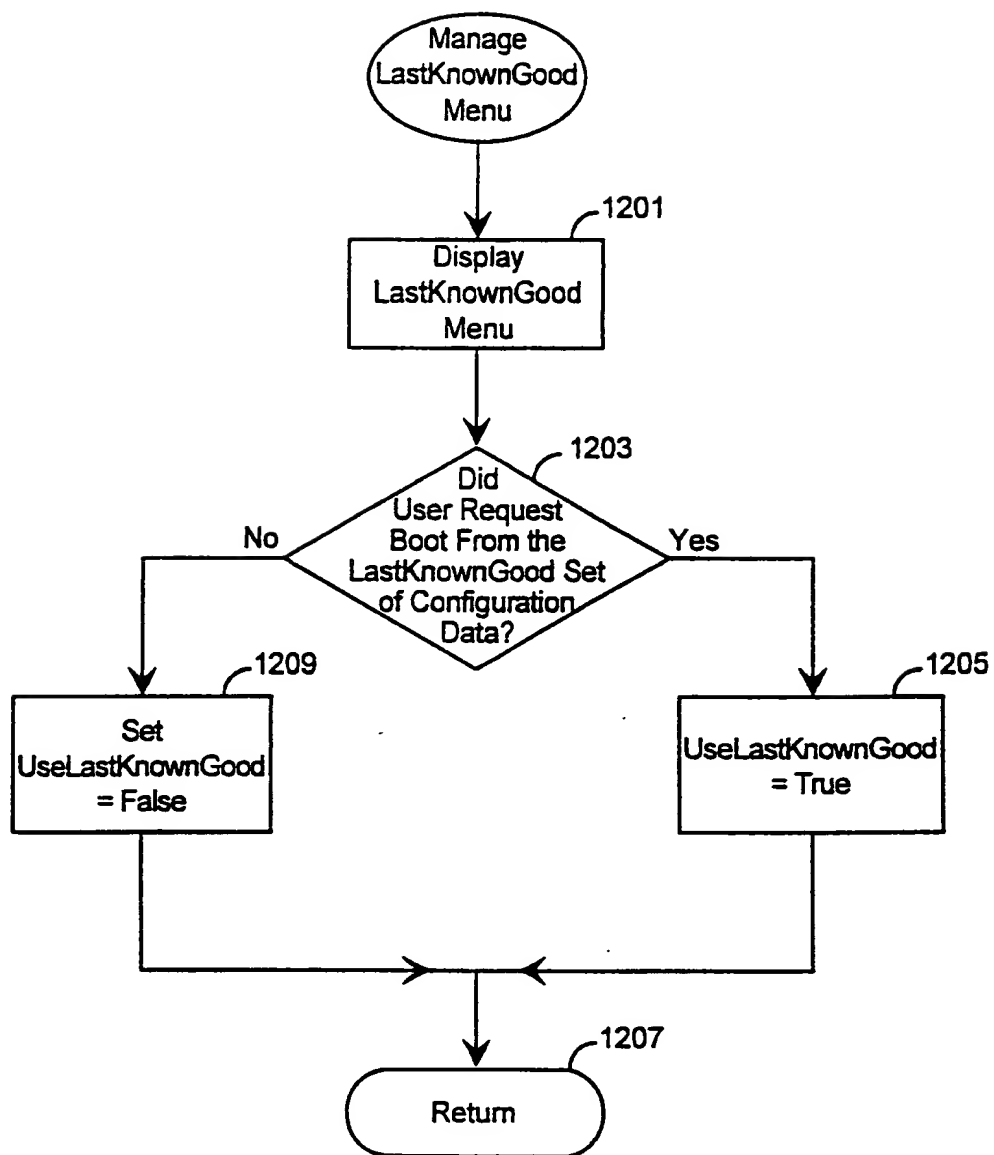 Manage
LastKnownGood
Menu
1201
Display
LastKnownGood
Menu
1203
Did
User Request
Boot From the
LastKnownGood Set
of Configuration
Data?
No
Yes
1209
Set
UseLastKnownGood
= False
1205
UseLastKnownGood
= True
1207
Return